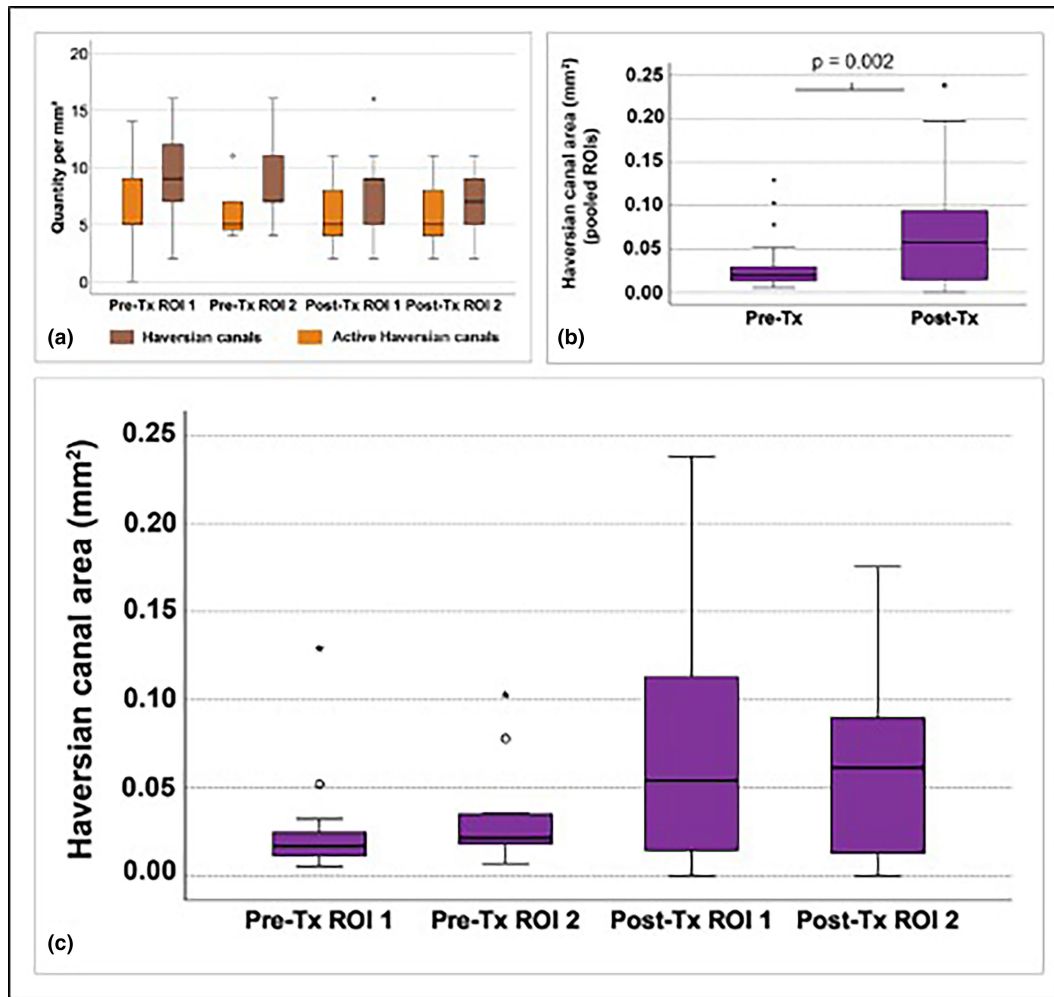 20
15
10
5
0
Quantity per mm²
Pre-Tx ROI 1 Pre-Tx ROI 2 Post-Tx ROI 1 Post-Tx ROI 2
(a)
Haversian canals Active Haversian canals
p = 0.002
0.25
0.20
0.15
0.10
0.05
0.00
Haversian canal area (mm²)
(pooled ROIs)
Pre-Tx Post-Tx
(b)
0.25
0.20
0.15
0.10
0.05
0.00
Haversian canal area (mm²)
Pre-Tx ROI 1 Pre-Tx ROI 2 Post-Tx ROI 1 Post-Tx ROI 2
(c)